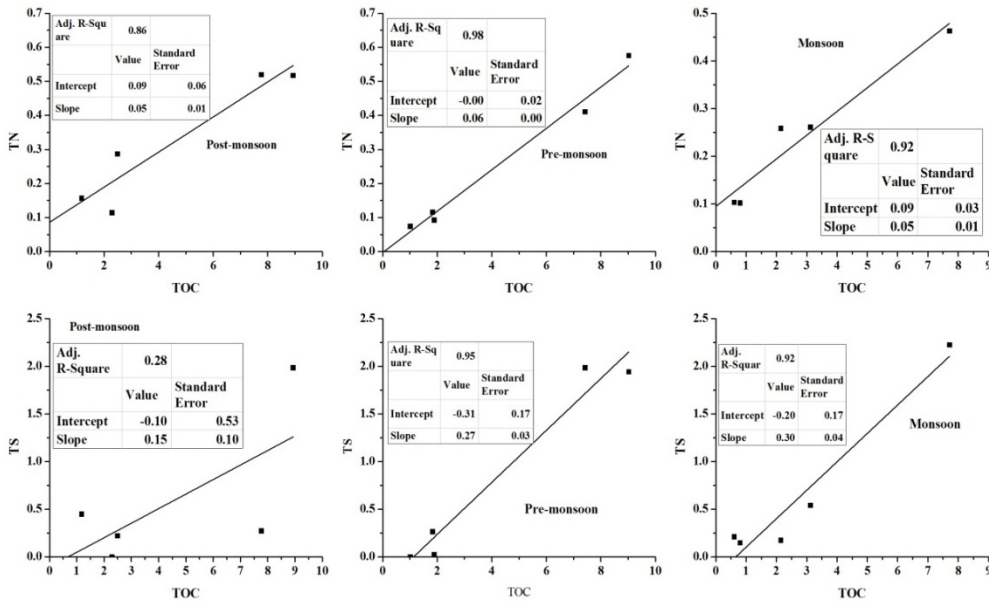 0.7
0.6
0.5
0.4
0.3
0.2
0.1
0.0
TN
Adj. R-Squ
are 0.86
Value Standard
Error
Intercept 0.09 0.06
Slope 0.05 0.01
Post-monsoon
0 2 4 6 8 10
TOC
0.7
0.6
0.5
0.4
0.3
0.2
0.1
0.0
TN
Adj. R-Sq
uare 0.98
Value Standard
Error
Intercept -0.00 0.02
Slope 0.06 0.00
Pre-monsoon
0 2 4 6 8 10
TOC
0.5
0.4
0.3
0.2
0.1
0.0
TN
Monsoon
Adj. R-S
quare 0.92
Value Standard
Error
Intercept 0.09 0.03
Slope 0.05 0.01
0 1 2 3 4 5 6 7 8 9
TOC
2.5
2.0
1.5
1.0
0.5
0.0
TS
Post-monsoon
Adj.
R-Square 0.28
Value Standard
Error
Intercept -0.10 0.53
Slope 0.15 0.10
0 2 4 6 8 10
TOC
2.5
2.0
1.5
1.0
0.5
0.0
TS
Adj. R-Sq
uare 0.95
Value Standard
Error
Intercept -0.31 0.17
Slope 0.27 0.03
Pre-monsoon
0 2 4 6 8 10
TOC
2.5
2.0
1.5
1.0
0.5
0.0
TS
Adj.
R-Squar 0.92
Value Standard
Error
Intercept -0.20 0.17
Slope 0.30 0.04
Monsoon
0 1 2 3 4 5 6 7 8 9
TOC